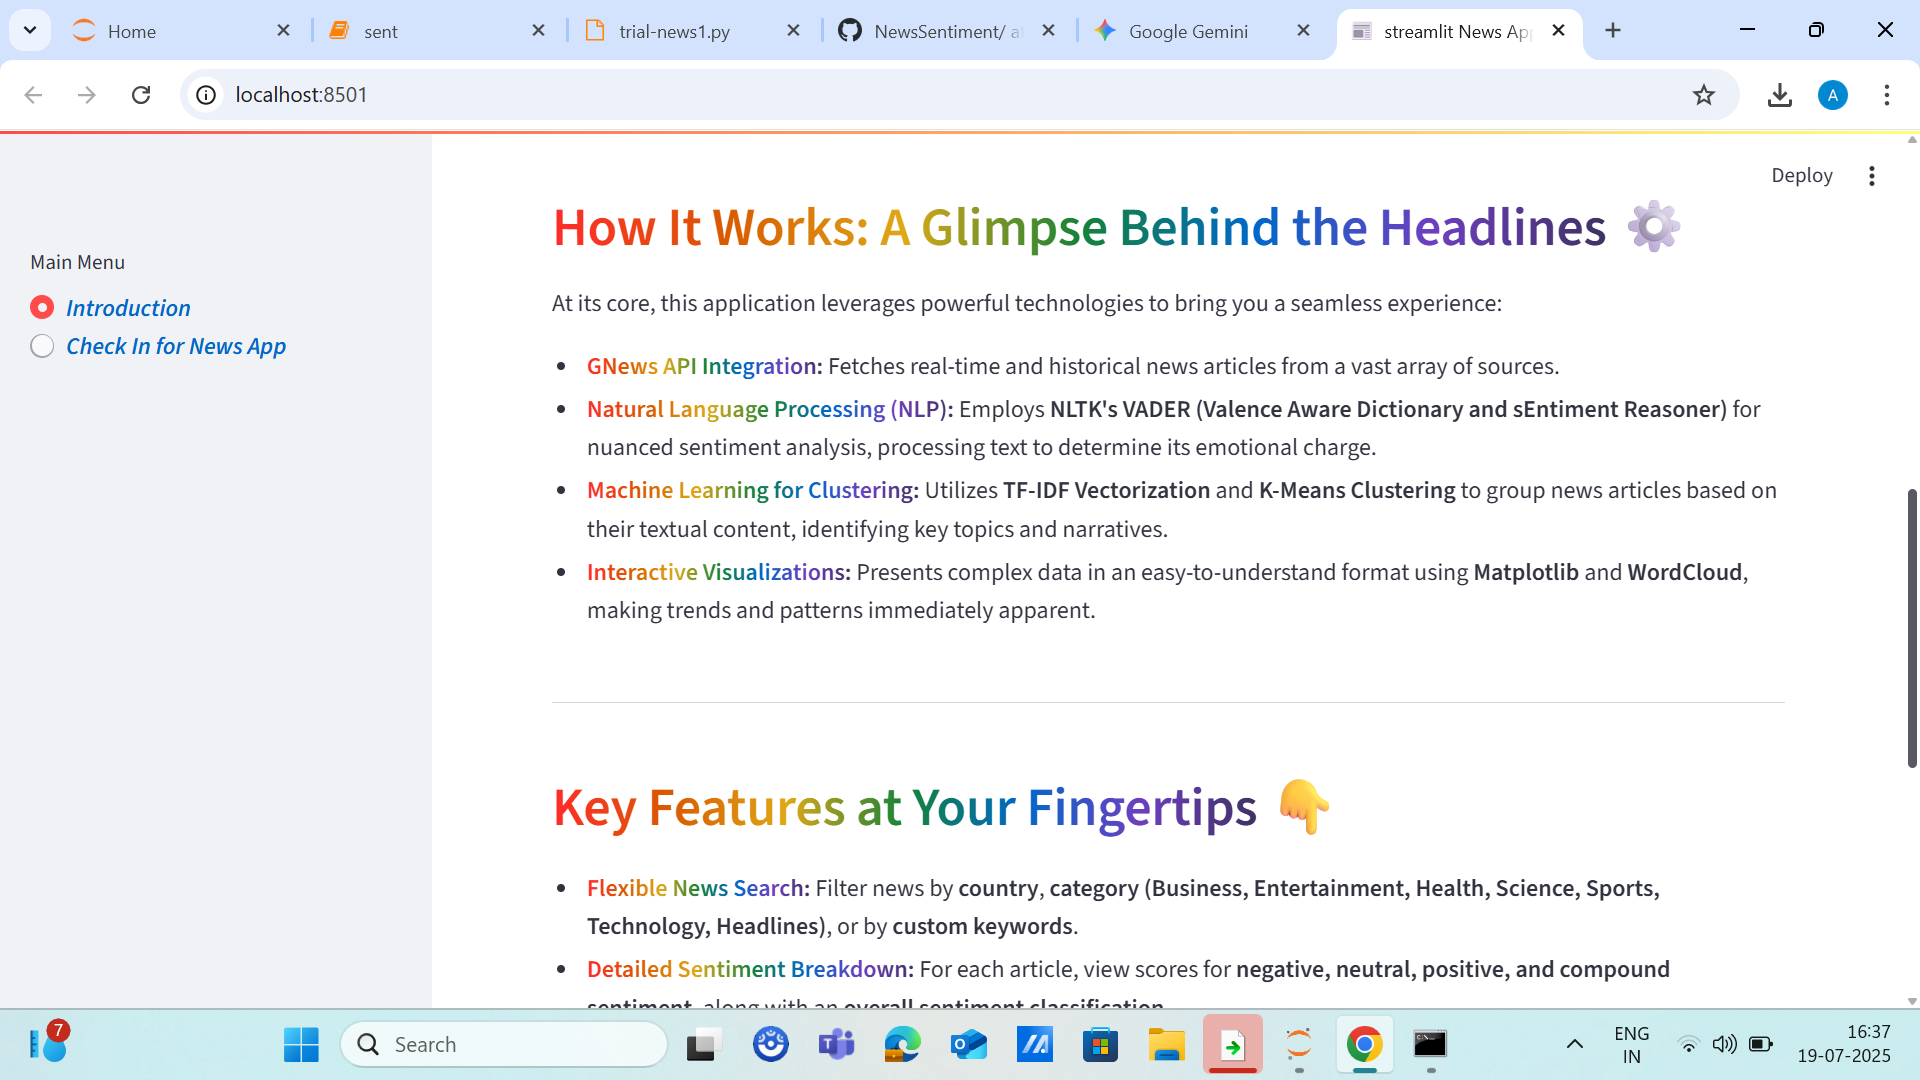 Home
sent
trial-news1.py
NewsSentiment/ a
Google Gemini
streamlit News Ap
localhost:8501
A
Deploy
Main Menu
Introduction
Check In for News App
How It Works: A Glimpse Behind the Headlines
At its core, this application leverages powerful technologies to bring you a seamless experience:
GNews API Integration: Fetches real-time and historical news articles from a vast array of sources.
Natural Language Processing (NLP): Employs NLTK's VADER (Valence Aware Dictionary and sEntiment Reasoner) for
nuanced sentiment analysis, processing text to determine its emotional charge.
Machine Learning for Clustering: Utilizes TF-IDF Vectorization and K-Means Clustering to group news articles based on
their textual content, identifying key topics and narratives.
Interactive Visualizations: Presents complex data in an easy-to-understand format using Matplotlib and WordCloud,
making trends and patterns immediately apparent.
Key Features at Your Fingertips
Flexible News Search: Filter news by country, category (Business, Entertainment, Health, Science, Sports,
Technology, Headlines), or by custom keywords.
Detailed Sentiment Breakdown: For each article, view scores for negative, neutral, positive, and compound
sentiment, along with an overall sentiment classification.
7
Search
ENG
IN
16:37
19-07-2025